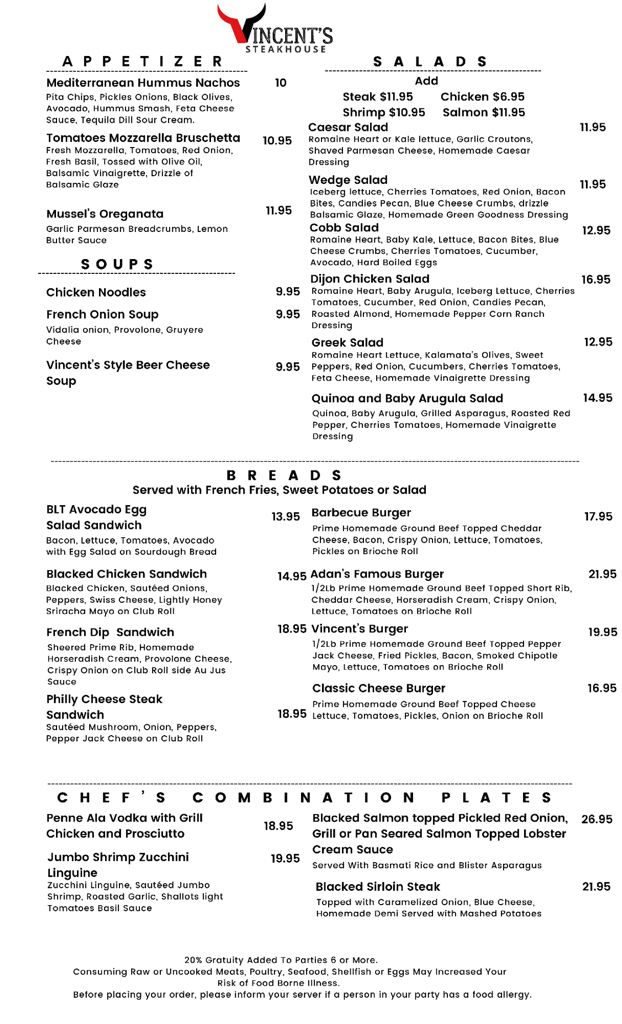 VINCENT'S
STEAKHOUSE
APPETIZER
Mediterranean Hummus Nachos 10
Pita Chips, Pickles Onions, Black Olives,
Avocado, Hummus Smash, Feta Cheese
Sauce, Tequila Dill Sour Cream.
Tomatoes Mozzarella Bruschetta 10.95
Fresh Mozzarella, Tomatoes, Red Onion,
Fresh Basil, Tossed with Olive Oil,
Balsamic Vinaigrette, Drizzle of
Balsamic Glaze
Mussel's Oreganata 11.95
Garlic Parmesan Breadcrumbs, Lemon
Butter Sauce
SOUPS
Chicken Noodles 9.95
French Onion Soup 9.95
Vidalia onion, Provolone, Gruyere
Cheese
Vincent's Style Beer Cheese 9.95
Soup
SALADS
Add
Steak $11.95 Chicken $6.95
Shrimp $10.95 Salmon $11.95
Caesar Salad 11.95
Romaine Heart or Kale lettuce, Garlic Croutons,
Shaved Parmesan Cheese, Homemade Caesar
Dressing
Wedge Salad 11.95
Iceberg lettuce, Cherries Tomatoes, Red Onion, Bacon
Bites, Candies Pecan, Blue Cheese Crumbs, drizzle
Balsamic Glaze, Homemade Green Goodness Dressing
Cobb Salad 12.95
Romaine Heart, Baby Kale, Lettuce, Bacon Bites, Blue
Cheese Crumbs, Cherries Tomatoes, Cucumber,
Avocado, Hard Boiled Eggs
Dijon Chicken Salad 16.95
Romaine Heart, Baby Arugula, Iceberg Lettuce, Cherries
Tomatoes, Cucumber, Red Onion, Candies Pecan,
Roasted Almond, Homemade Pepper Corn Ranch
Dressing
Greek Salad 12.95
Romaine Heart Lettuce, Kalamata's Olives, Sweet
Peppers, Red Onion, Cucumbers, Cherries Tomatoes,
Feta Cheese, Homemade Vinaigrette Dressing
Quinoa and Baby Arugula Salad 14.95
Quinoa, Baby Arugula, Grilled Asparagus, Roasted Red
Pepper, Cherries Tomatoes, Homemade Vinaigrette
Dressing
BREADS
Served with French Fries, Sweet Potatoes or Salad
BLT Avocado Egg
Salad Sandwich 13.95
Bacon, Lettuce, Tomatoes, Avocado
with Egg Salad on Sourdough Bread
Blacked Chicken Sandwich 14.95
Blacked Chicken, Sautéed Onions,
Peppers, Swiss Cheese, Lightly Honey
Sriracha Mayo on Club Roll
French Dip Sandwich 18.95
Sheered Prime Rib, Homemade
Horseradish Cream, Provolone Cheese,
Crispy Onion on Club Roll side Au Jus
Sauce
Philly Cheese Steak
Sandwich 18.95
Sautéed Mushroom, Onion, Peppers,
Pepper Jack Cheese on Club Roll
Barbecue Burger 17.95
Prime Homemade Ground Beef Topped Cheddar
Cheese, Bacon, Crispy Onion, Lettuce, Tomatoes,
Pickles on Brioche Roll
Adan's Famous Burger 21.95
1/2Lb Prime Homemade Ground Beef Topped Short Rib,
Cheddar Cheese, Horseradish Cream, Crispy Onion,
Lettuce, Tomatoes on Brioche Roll
Vincent's Burger 19.95
1/2Lb Prime Homemade Ground Beef Topped Pepper
Jack Cheese, Fried Pickles, Bacon, Smoked Chipotle
Mayo, Lettuce, Tomatoes on Brioche Roll
Classic Cheese Burger 16.95
Prime Homemade Ground Beef Topped Cheese
Lettuce, Tomatoes, Pickles, Onion on Brioche Roll
CHEF'S COMBINATION PLATES
Penne Ala Vodka with Grill 18.95
Chicken and Prosciutto
Jumbo Shrimp Zucchini 19.95
Linguine
Zucchini Linguine, Sautéed Jumbo
Shrimp, Roasted Garlic, Shallots light
Tomatoes Basil Sauce
Blacked Salmon topped Pickled Red Onion, 26.95
Grill or Pan Seared Salmon Topped Lobster
Cream Sauce
Served With Basmati Rice and Blister Asparagus
Blacked Sirloin Steak 21.95
Topped with Caramelized Onion, Blue Cheese,
Homemade Demi Served with Mashed Potatoes
20% Gratuity Added To Parties 6 or More.
Consuming Raw or Uncooked Meats, Poultry, Seafood, Shellfish or Eggs May Increased Your
Risk of Food Borne Illness.
Before placing your order, please inform your server if a person in your party has a food allergy.